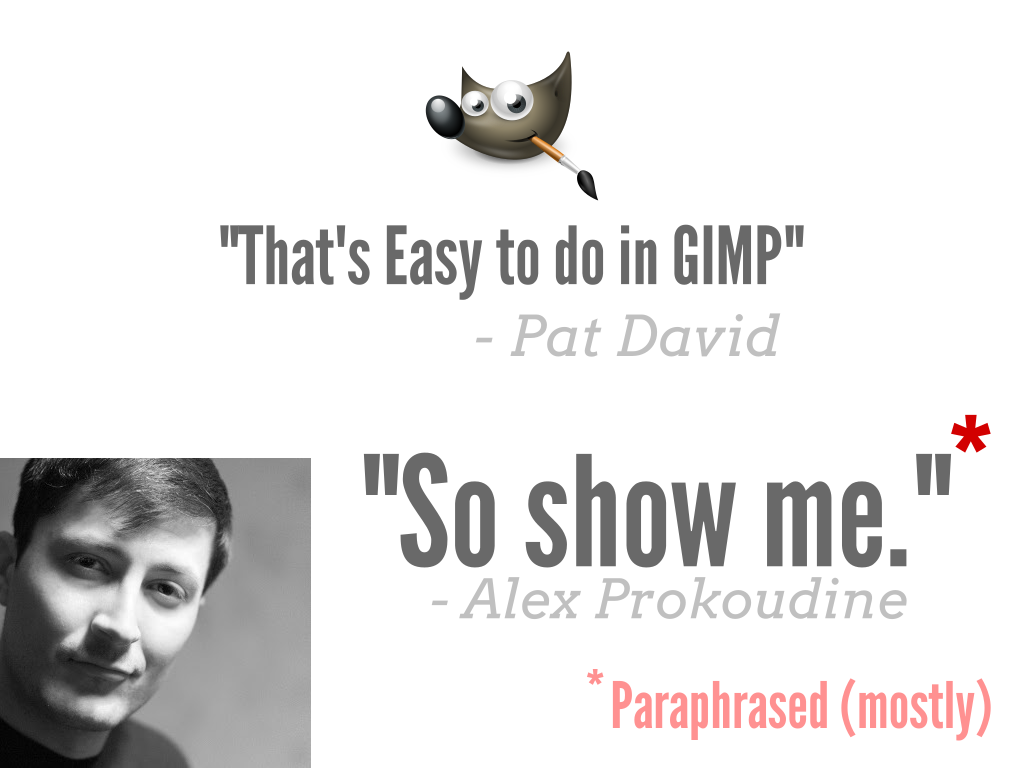 "That's Easy to do in GIMP"
- Pat David
"So show me."*
- Alex Prokoudine
* Paraphrased (mostly)